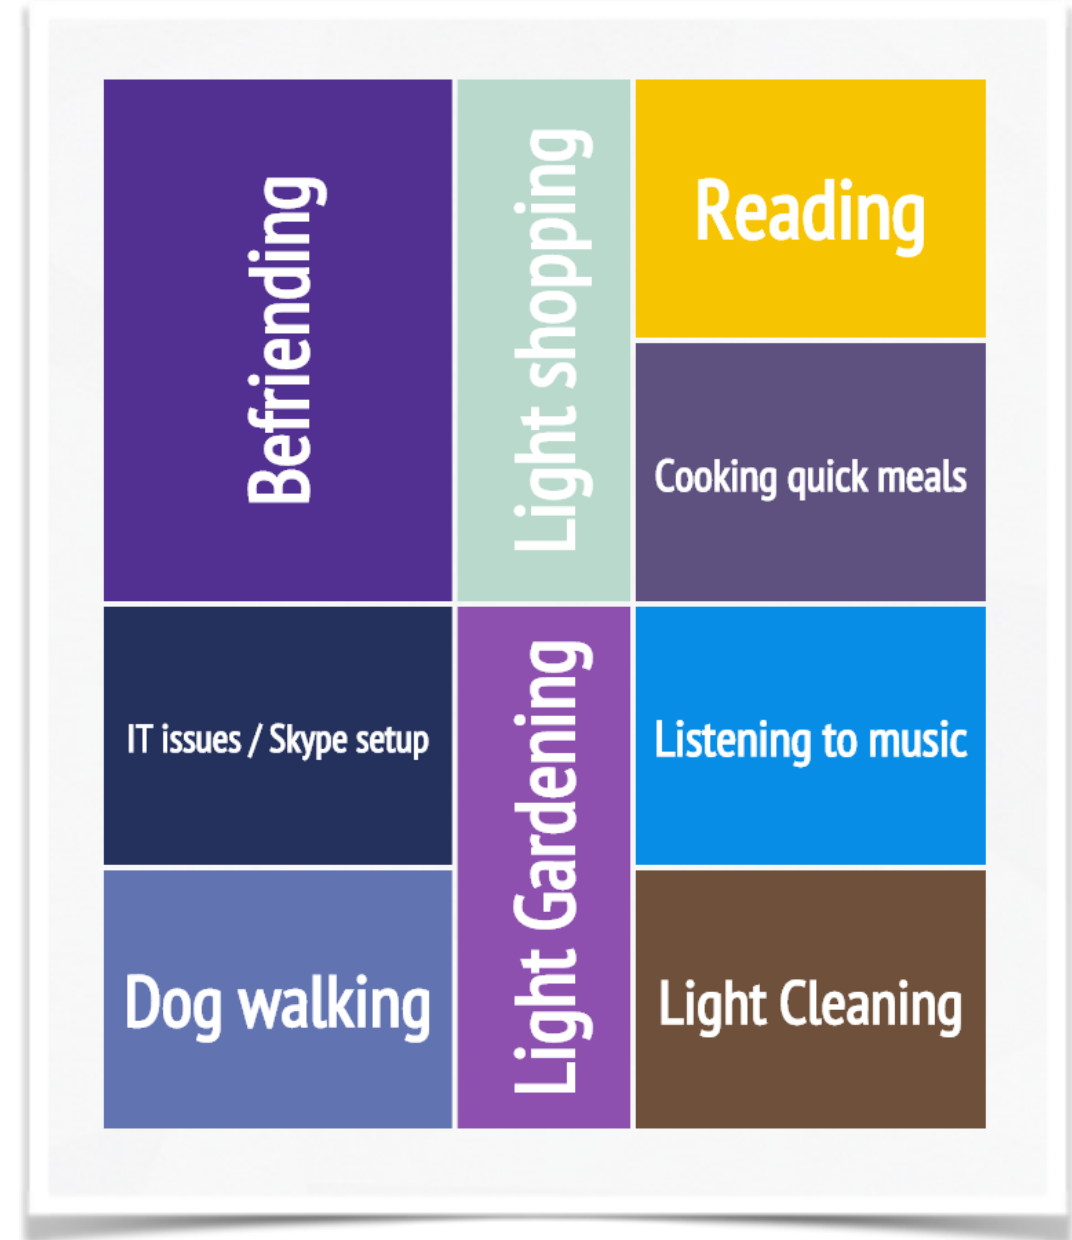 Befriending
Light shopping
Reading
Cooking quick meals
IT issues / Skype setup
Light Gardening
Listening to music
Dog walking
Light Cleaning